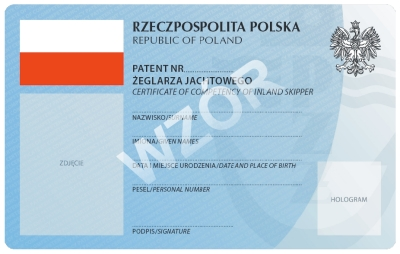 RZECZPOSPOLITA POLSKA
REPUBLIC OF POLAND
PATENT NR....................
ŻEGLARZA JACHTOWEGO
CERTIFICATE OF COMPETENCY OF INLAND SKIPPER
NAZWISKO/SURNAME
IMIONA/GIVEN NAMES
ZDJĘCIE
DATA I MIEJSCE URODZENIA/DATE AND PLACE OF BIRTH
PESEL/PERSONAL NUMBER
HOLOGRAM
PODPIS/SIGNATURE
WZÓR